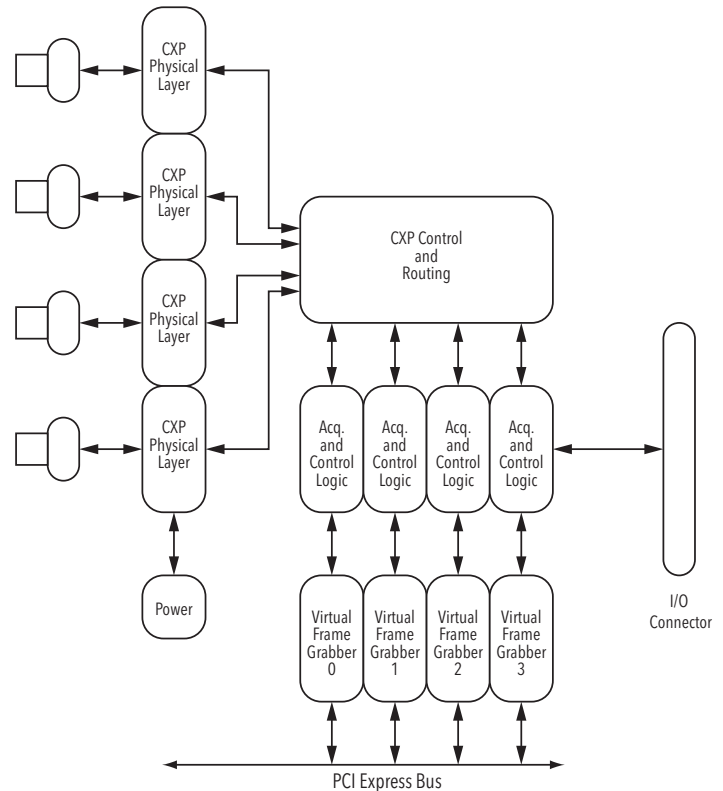 CXP
Physical
Layer
CXP
Physical
Layer
CXP
Physical
Layer
CXP
Physical
Layer
Power
CXP Control
and
Routing
Acq.
and
Control
Logic
Acq.
and
Control
Logic
Acq.
and
Control
Logic
Acq.
and
Control
Logic
I/O
Connector
Virtual
Frame
Grabber
0
Virtual
Frame
Grabber
1
Virtual
Frame
Grabber
2
Virtual
Frame
Grabber
3
PCI Express Bus